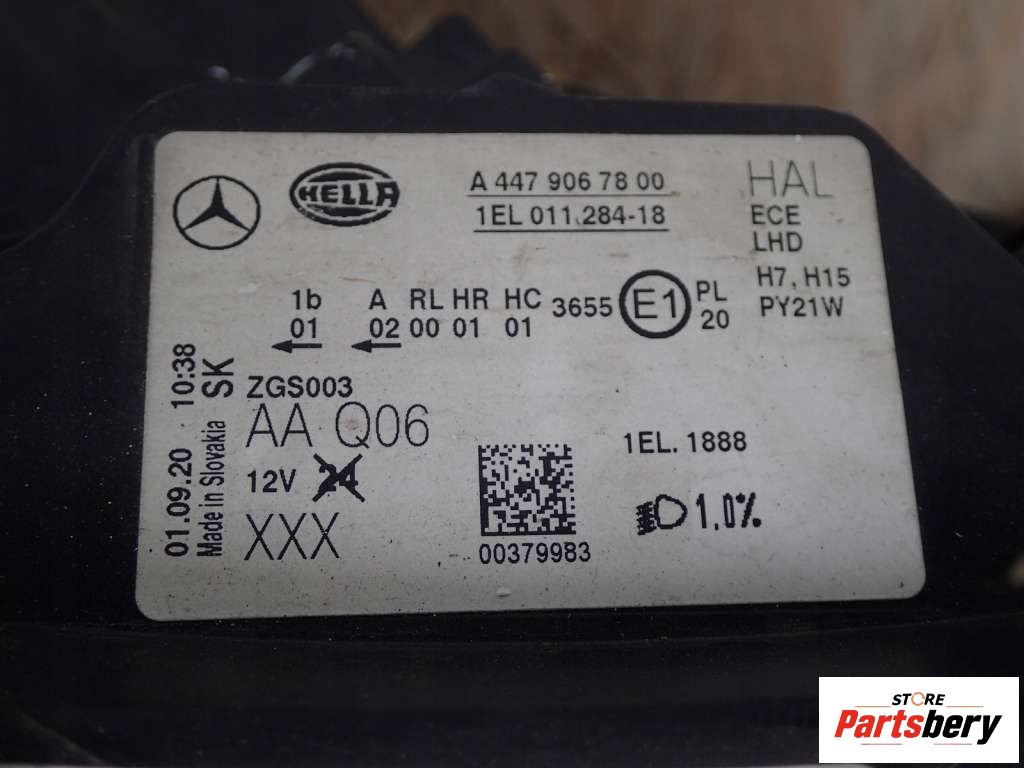 HELLA
A 447 906 78 00
1EL 011.284-18
HAL
ECE
LHD
H7, H15
PY21W
1b A RL HR HC 3655 E1 PL
01 02 00 01 01 20
ZGS003
AA Q06
12V 24
XXX
01.09.20 10:38
Made in Slovakia SK
00379983
1EL. 1888
1,0%
STORE
Partsbery